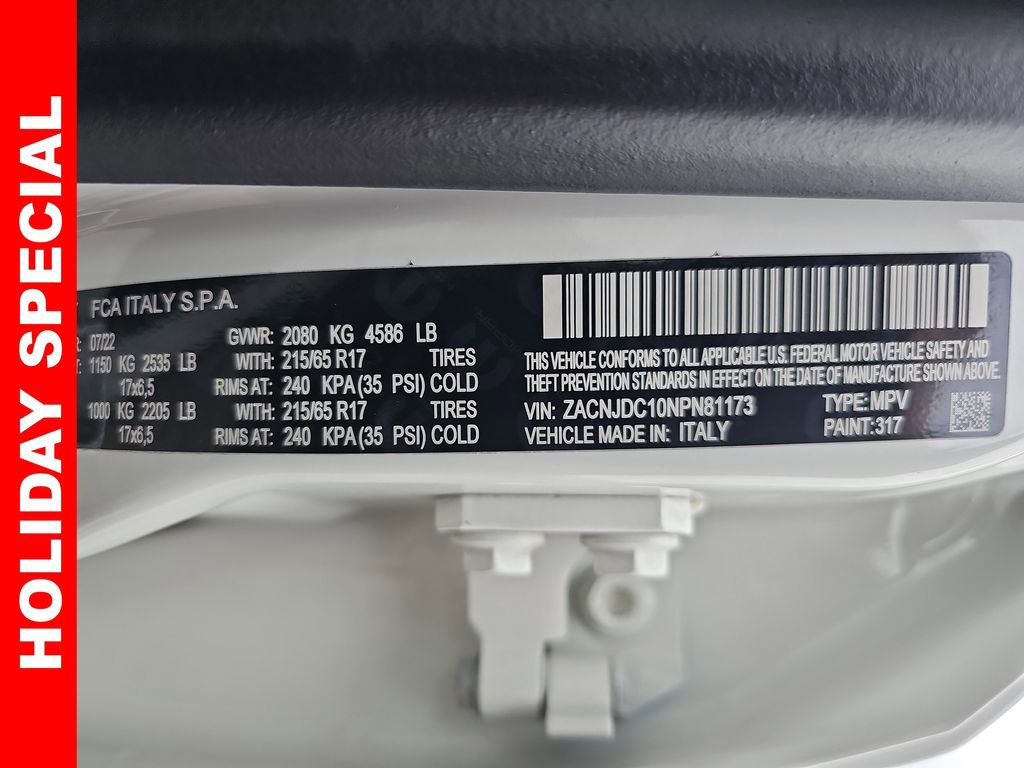 HOLIDAY SPECIAL
FCA ITALY S.P.A.
07/22 GVWR: 2080 KG 4586 LB
1150 KG 2535 LB WITH: 215/65 R17 TIRES
17x6,5 RIMS AT: 240 KPA (35 PSI) COLD
1000 KG 2205 LB WITH: 215/65 R17 TIRES
17x6,5 RIMS AT: 240 KPA (35 PSI) COLD
THIS VEHICLE CONFORMS TO ALL APPLICABLE U.S. FEDERAL MOTOR VEHICLE SAFETY AND
THEFT PREVENTION STANDARDS IN EFFECT ON THE DATE OF MANUFACTURE SHOWN ABOVE.
VIN: ZACNJDC10NPN81173 TYPE: MPV
VEHICLE MADE IN: ITALY PAINT: 317